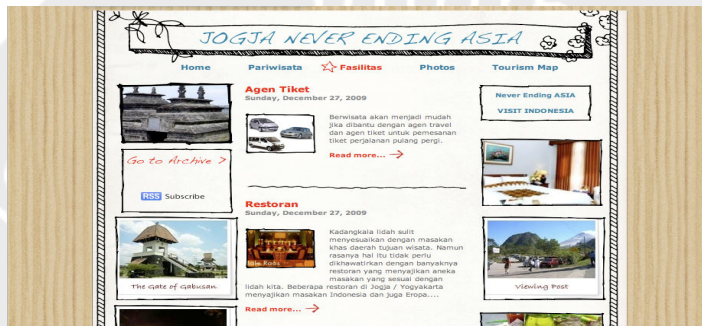 JOGJA NEVER ENDING ASIA
Home Pariwisata Fasilitas Photos Tourism Map
Agen Tiket
Sunday, December 27, 2009
Berwisata akan menjadi mudah
jika dibantu dengan agen travel
dan agen tiket untuk pemesanan
tiket perjalanan pulang pergi.
Read more...
Never Ending ASIA
VISIT INDONESIA
Go to Archive >
RSS Subscribe
Restoran
Sunday, December 27, 2009
Kadangkala lidah sulit
menyesuaikan dengan masakan
khas daerah tujuan wisata. Namun
rasanya hal itu tidak perlu
dikhawatirkan dengan banyaknya
restoran yang menyajikan aneka
masakan yang sesuai dengan
lidah kita. Beberapa restoran di Jogja / Yogyakarta
menyajikan masakan Indonesia dan juga Eropa....
Read more...
The Gate of Gabusan
Viewing Post